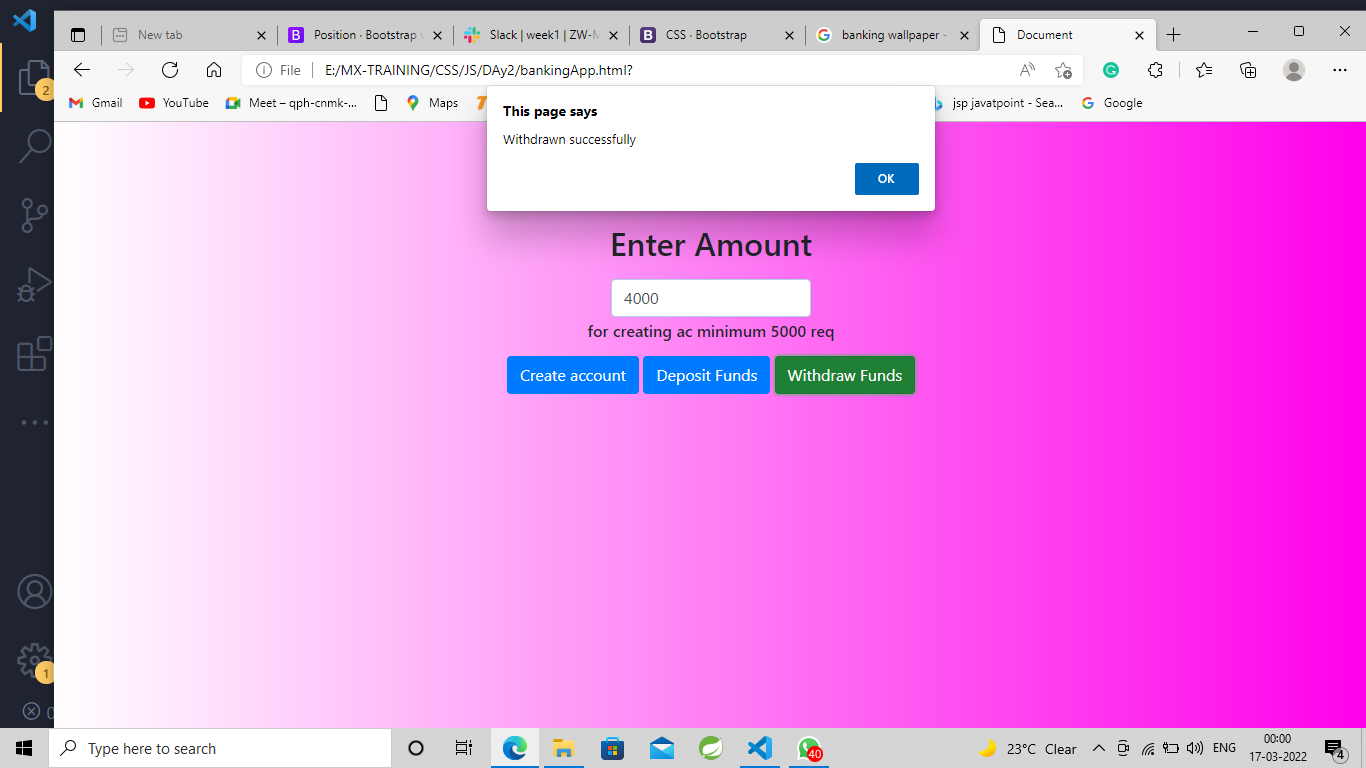 New tab
Position · Bootstrap
Slack | week1 | ZW-
CSS · Bootstrap
banking wallpaper -
Document
File
E:/MX-TRAINING/CSS/JS/DAy2/bankingApp.html?
2
Gmail
YouTube
Meet – qph-cnmk-...
Maps
jsp javatpoint - Sea...
Google
This page says
Withdrawn successfully
OK
Enter Amount
4000
for creating ac minimum 5000 req
Create account
Deposit Funds
Withdraw Funds
1
0
Type here to search
40
23°C Clear
ENG
00:00
17-03-2022
4